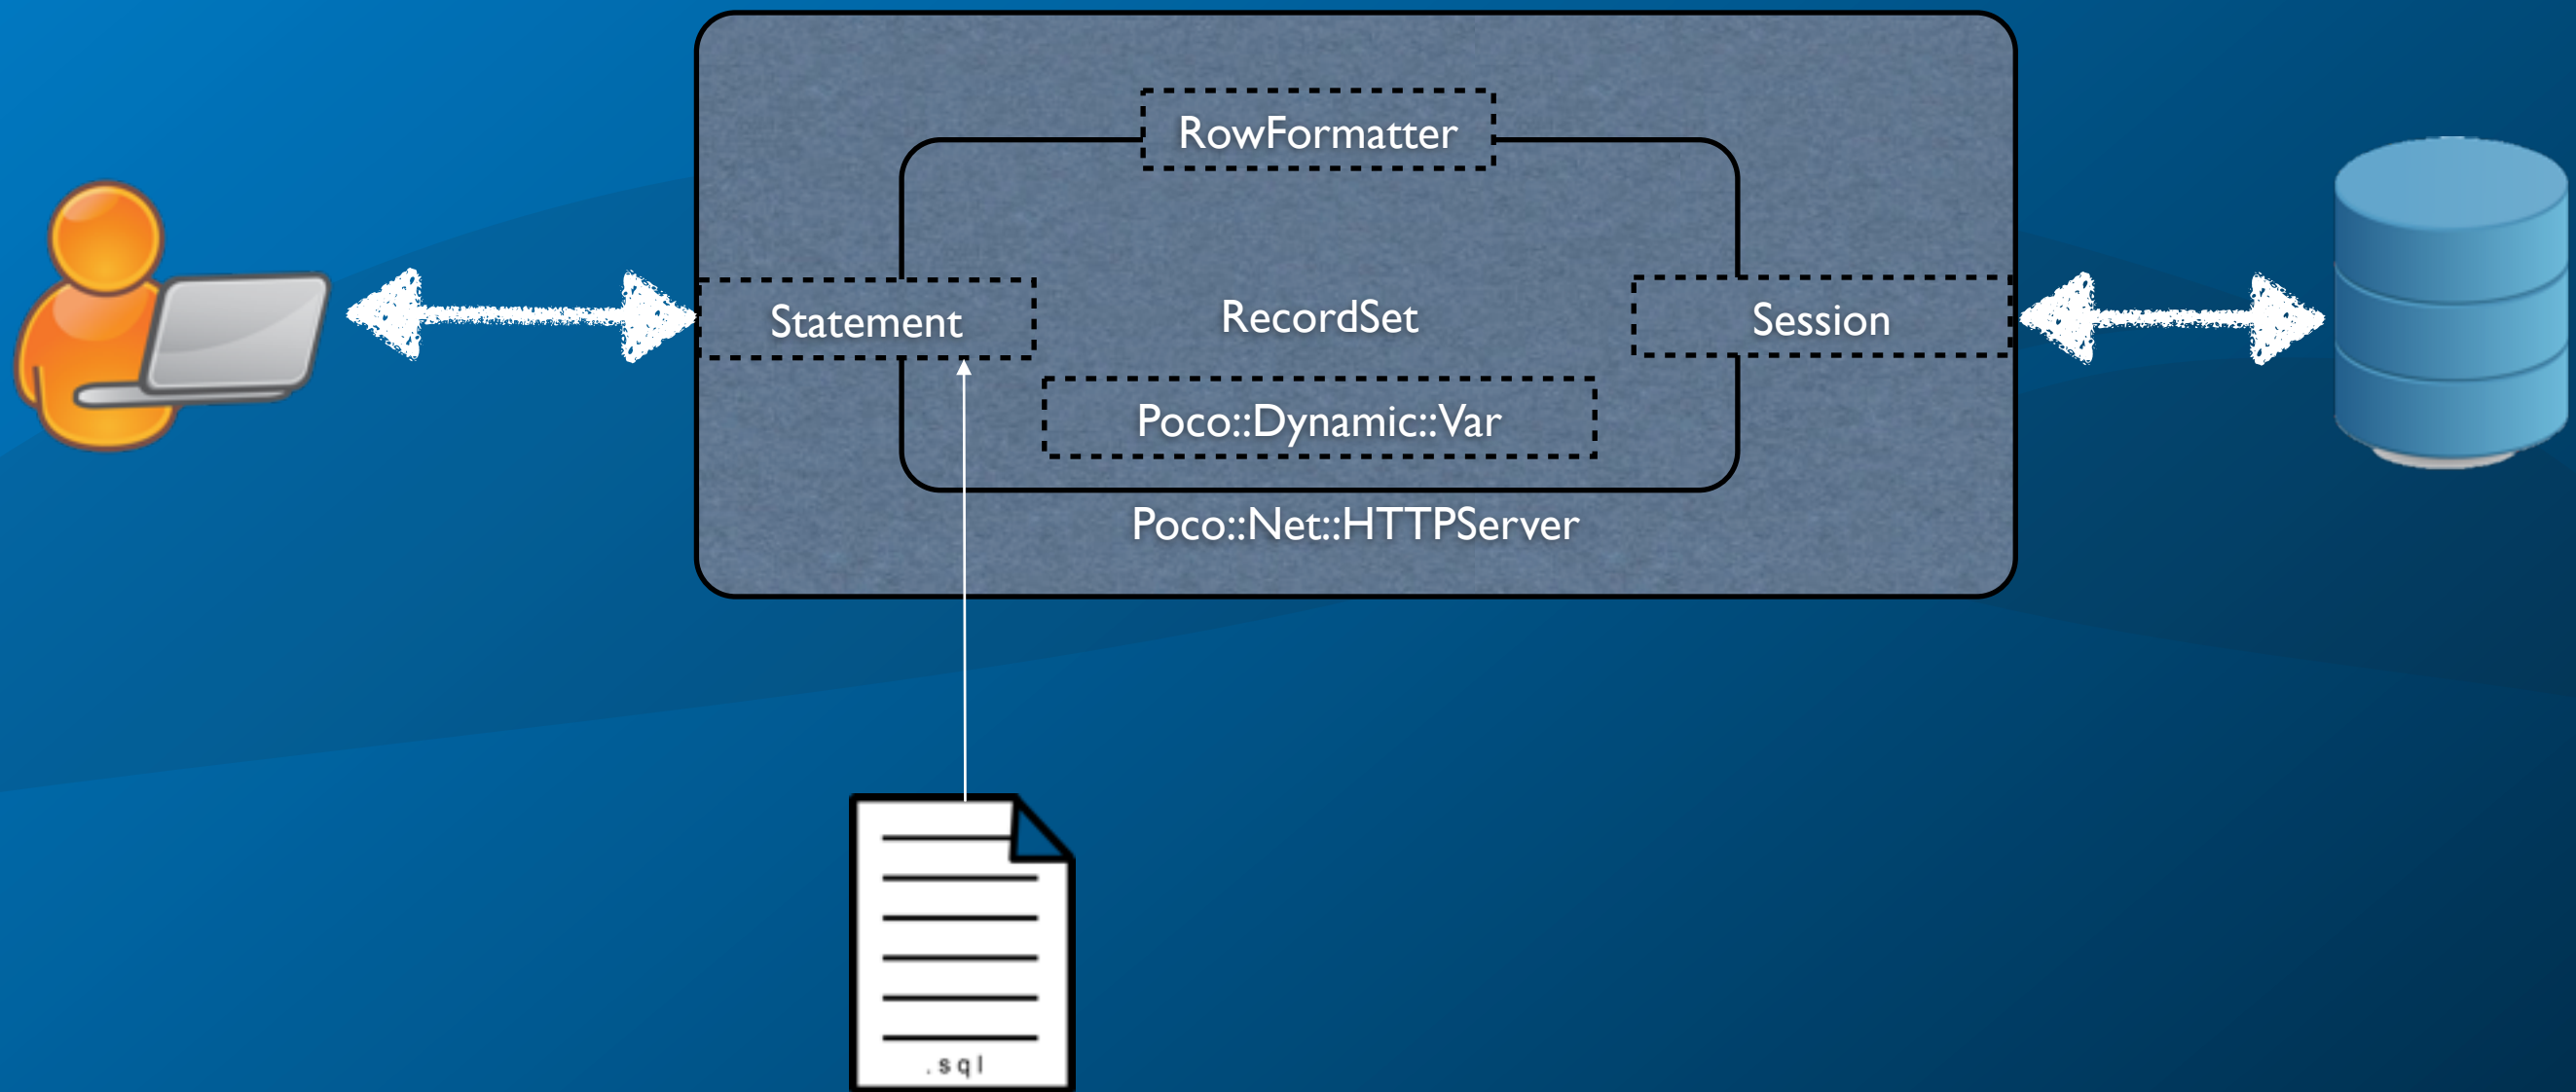 RowFormatter
Statement
RecordSet
Session
Poco::Dynamic::Var
Poco::Net::HTTPServer
.sql